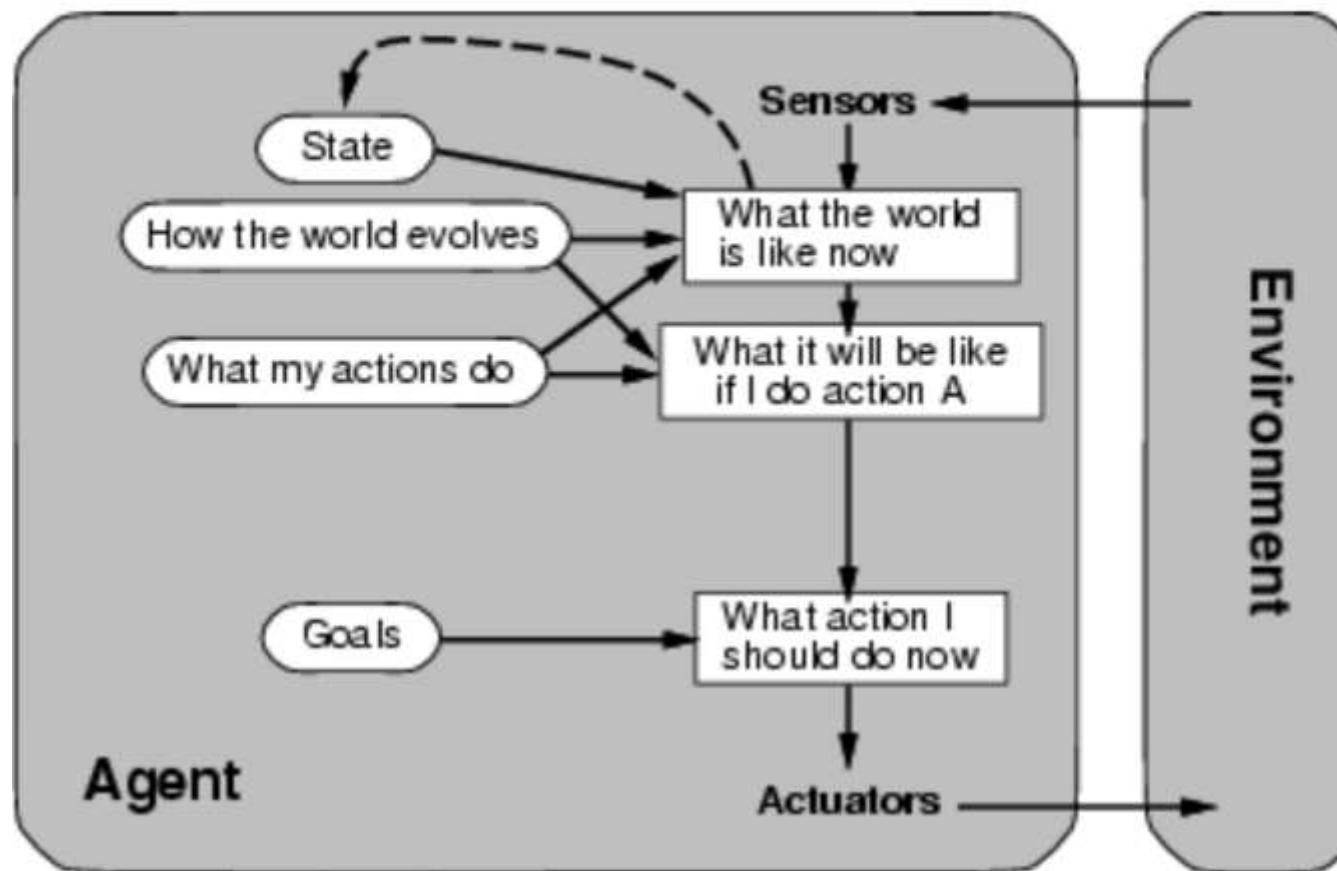 Sensors
State
What the world
is like now
How the world evolves
What it will be like
if I do action A
What my actions do
Environment
What action I
should do now
Goals
Agent
Actuators